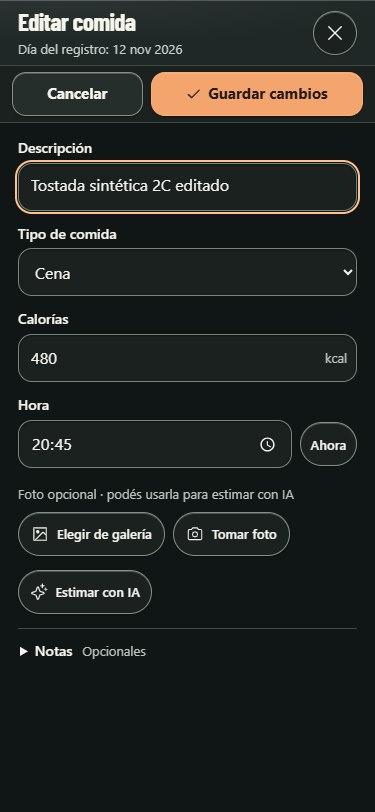 Editar comida
Día del registro: 12 nov 2026
Cancelar
Guardar cambios
Descripción
Tostada sintética 2C editado
Tipo de comida
Cena
Calorías
480 kcal
Hora
20:45
Ahora
Foto opcional · podés usarla para estimar con IA
Elegir de galería
Tomar foto
Estimar con IA
Notas Opcionales